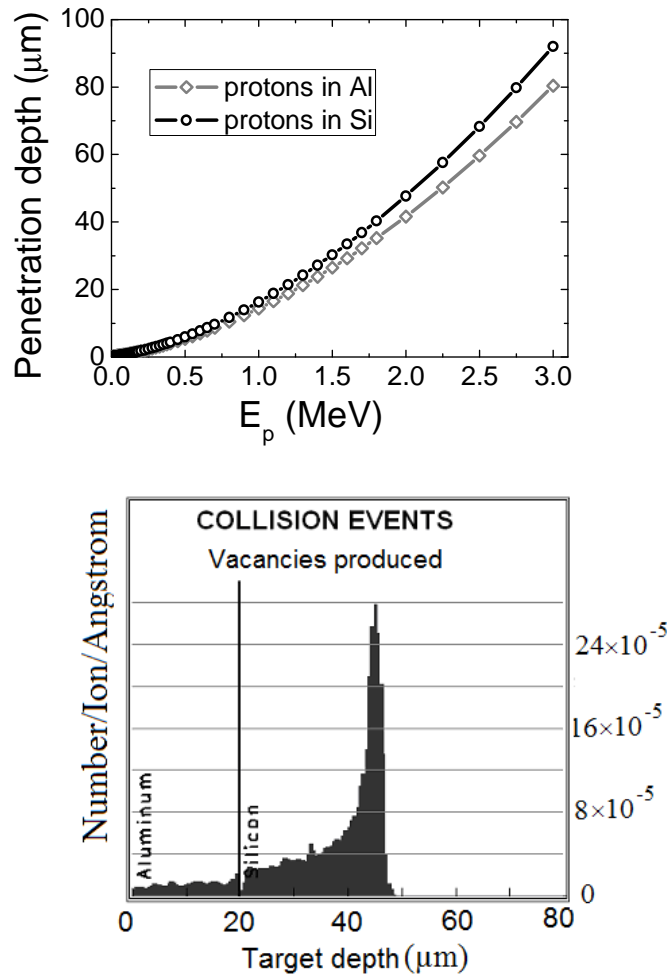 Penetration depth (μm)
100
80
60
40
20
0
protons in Al
protons in Si
0.0 0.5 1.0 1.5 2.0 2.5 3.0
E_p (MeV)
COLLISION EVENTS
Vacancies produced
Number/Ion/Angstrom
Aluminum
Silicon
24×10⁻⁵
16×10⁻⁵
8×10⁻⁵
0
0 20 40 60 80
Target depth (μm)